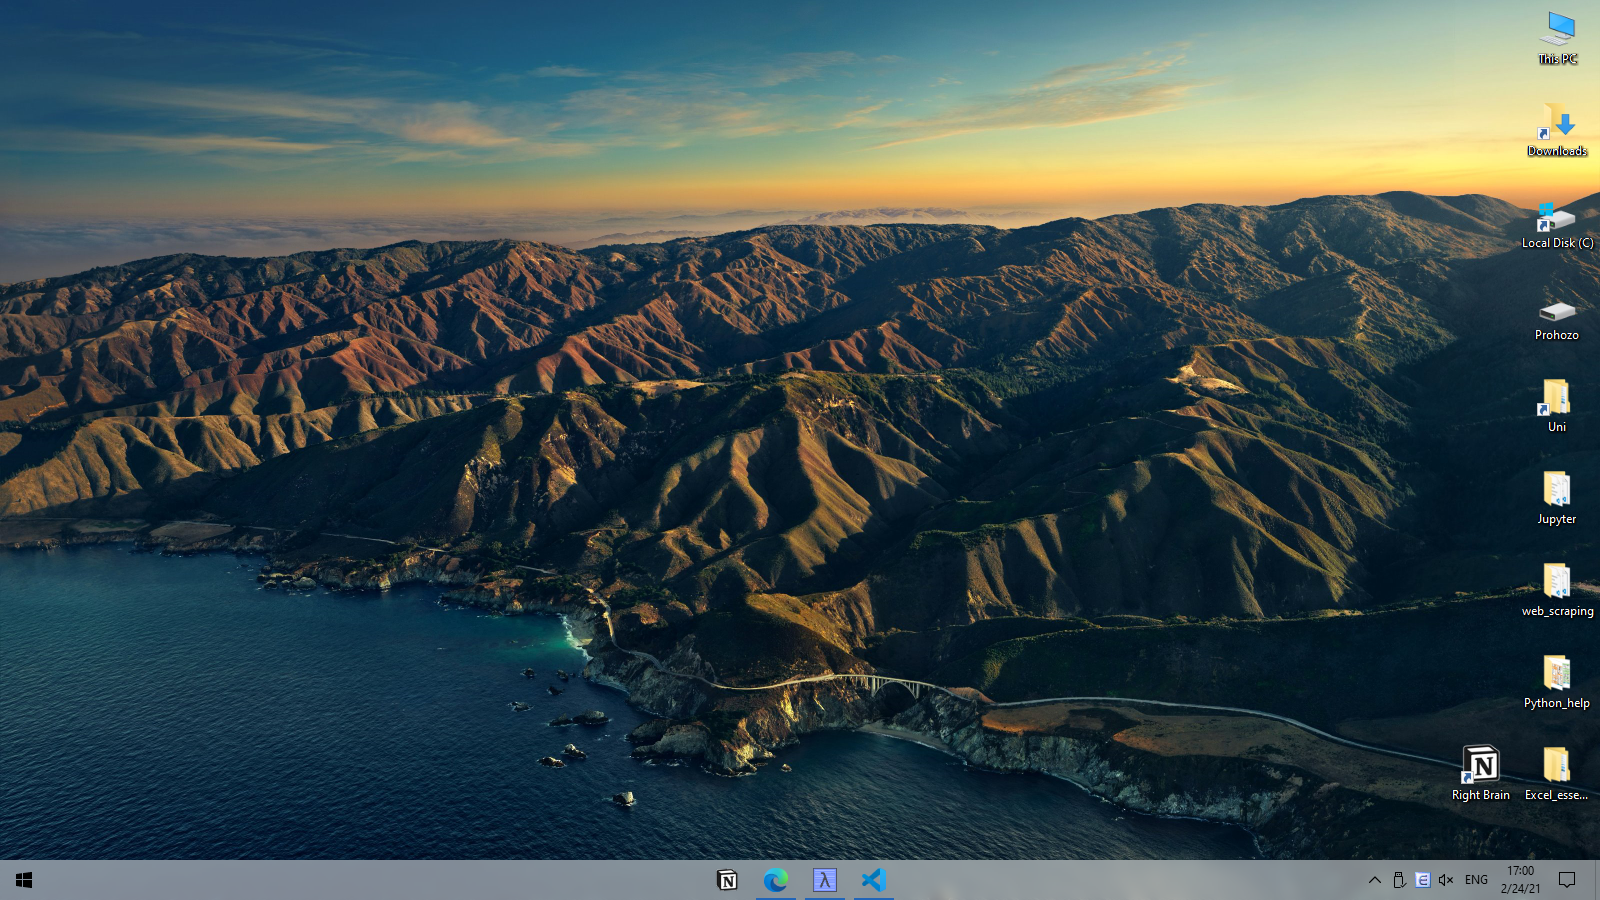 This PC
Downloads
Local Disk (C)
Prohozo
Uni
Jupyter
web_scraping
Python_help
Right Brain
Excel_esse...
ENG
17:00
2/24/21